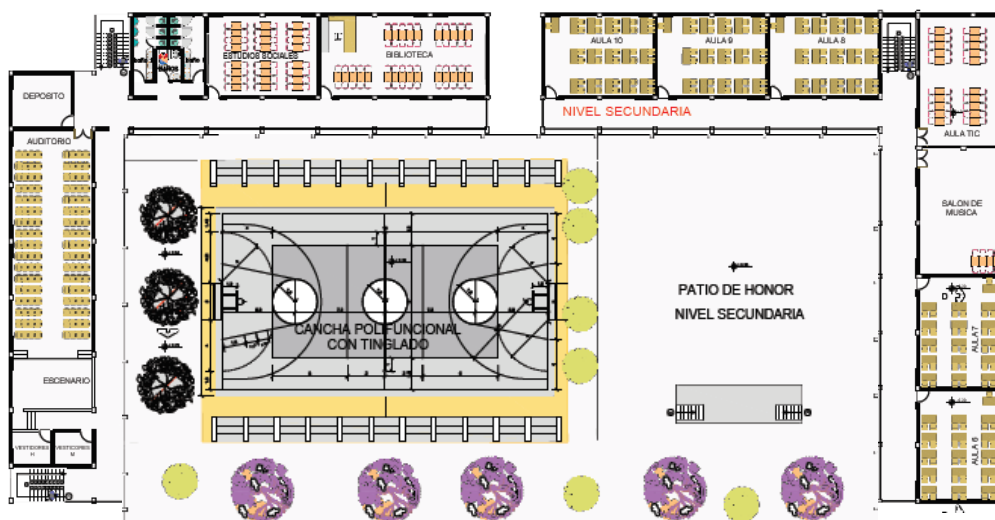 AULA 10
AULA 9
AULA 8
ESTUDIOS SOCIALES
BIBLIOTECA
BAÑOS
DEPOSITO
NIVEL SECUNDARIA
AUDITORIO
AULA TIC
SALON DE
MUSICA
PATIO DE HONOR
NIVEL SECUNDARIA
CANCHA POLIFUNCIONAL
CON TINGLADO
AULA 7
ESCENARIO
VESTIDORES
H
VESTIDORES
M
AULA 6